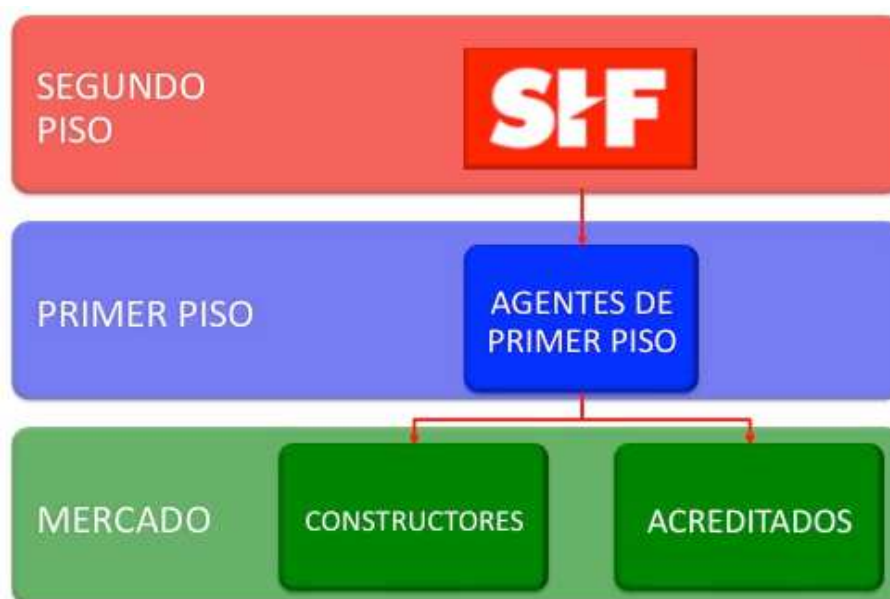 SEGUNDO
PISO
SHF
PRIMER PISO
AGENTES DE
PRIMER PISO
MERCADO
CONSTRUCTORES
ACREDITADOS